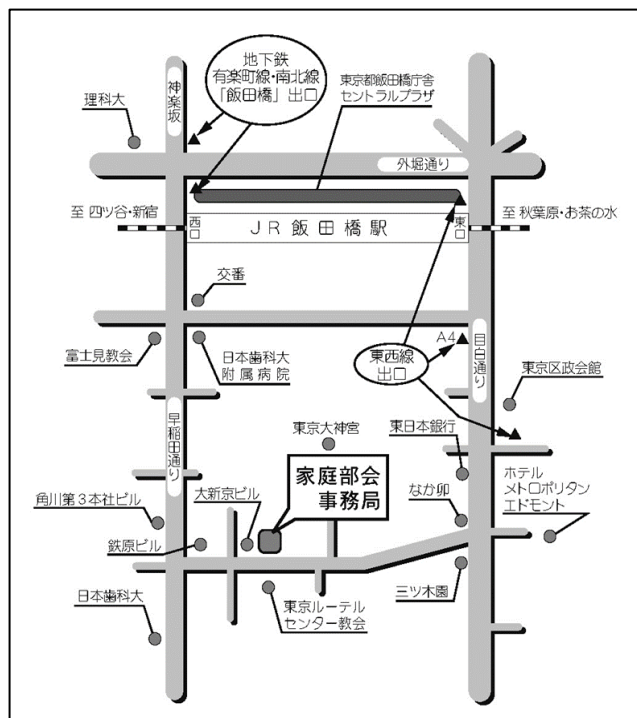 地下鉄
有楽町線・南北線
「飯田橋」出口
神楽坂
理科大
東京都飯田橋庁舎
セントラルプラザ
外堀通り
至 四ツ谷・新宿
西口
JR飯田橋駅
東口
至 秋葉原・お茶の水
交番
富士見教会
日本歯科大
附属病院
A4
東西線
出口
目白通り
東京区政会館
早稲田通り
東京大神宮
東日本銀行
家庭部会
事務局
角川第3本社ビル
大新京ビル
なか卯
ホテル
メトロポリタン
エドモント
鉄原ビル
日本歯科大
東京ルーテル
センター教会
三ツ木園